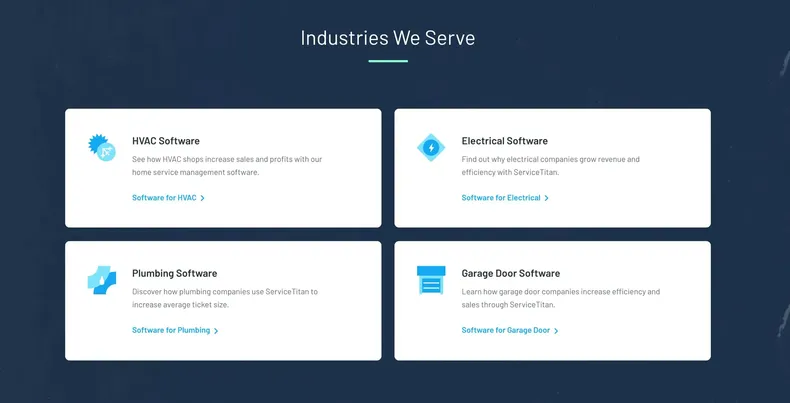 Industries We Serve
HVAC Software
See how HVAC shops increase sales and profits with our
home service management software.
Software for HVAC
Electrical Software
Find out why electrical companies grow revenue and
efficiency with ServiceTitan.
Software for Electrical
Plumbing Software
Discover how plumbing companies use ServiceTitan to
increase average ticket size.
Software for Plumbing
Garage Door Software
Learn how garage door companies increase efficiency and
sales through ServiceTitan.
Software for Garage Door